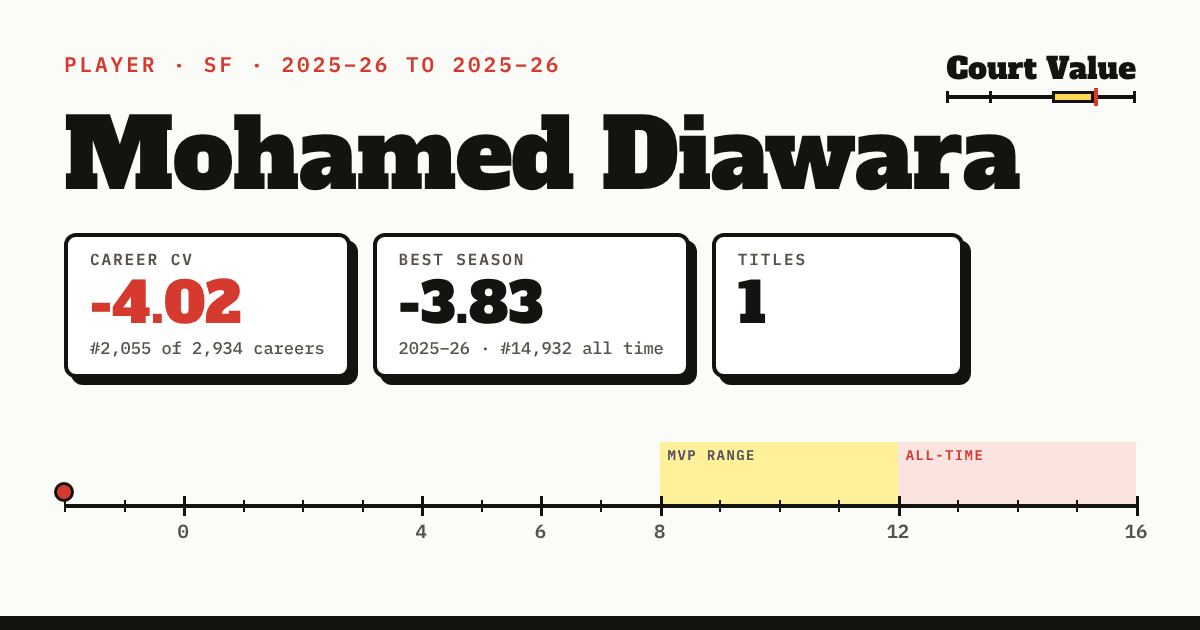 PLAYER · SF · 2025–26 TO 2025–26
Court Value
Mohamed Diawara
CAREER CV
-4.02
#2,055 of 2,934 careers
BEST SEASON
-3.83
2025–26 · #14,932 all time
TITLES
1
MVP RANGE
ALL-TIME
0 4 6 8 12 16